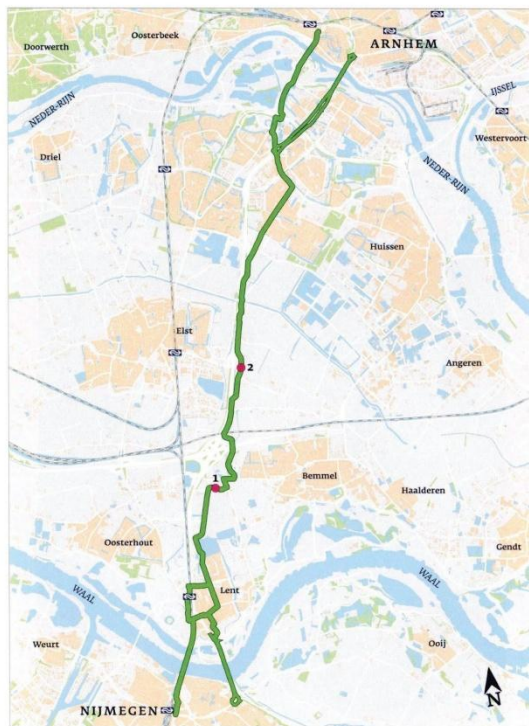 Oosterbeek
Doorwerth
ARNHEM
NEDER-RIJN
IJSSEL
Westervoort
Driel
NEDER-RIJN
Huissen
Elst
Angeren
2
1
Bemmel
Haalderen
Oosterhout
Gendt
WAAL
WAAL
Lent
Weurt
Ooij
NIJMEGEN
N